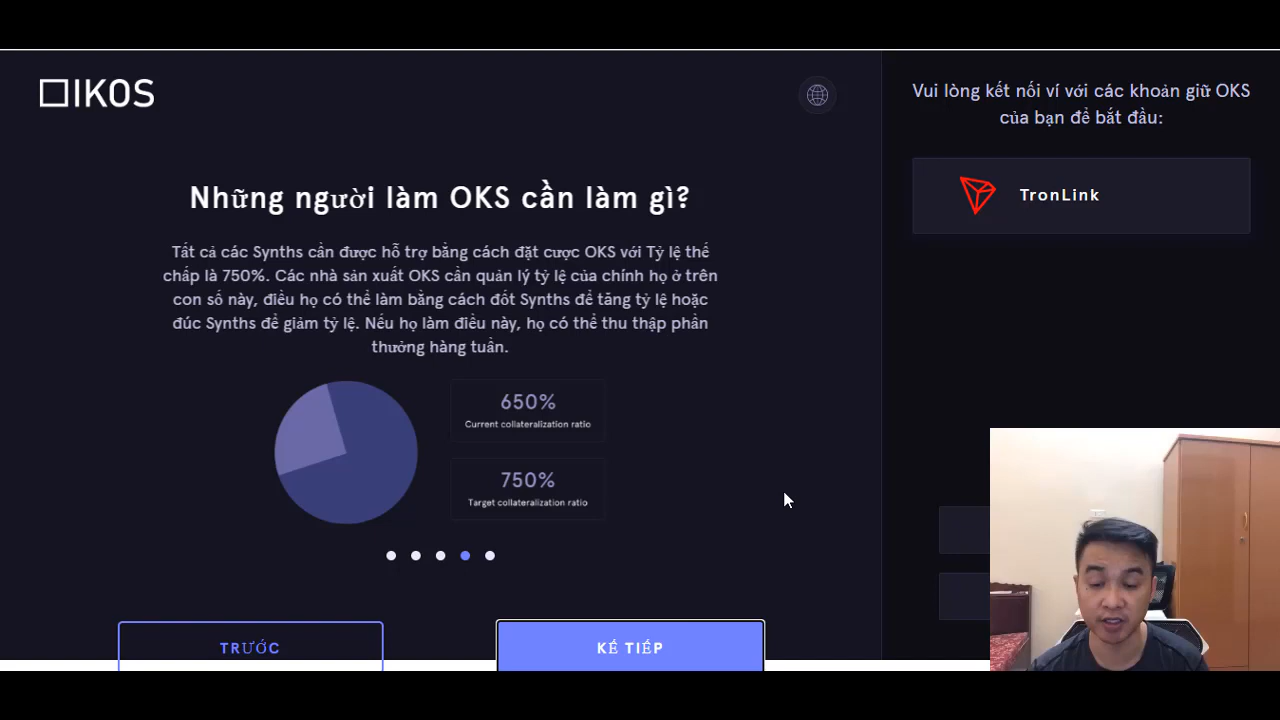 OIKOS
Vui lòng kết nối ví với các khoản giữ OKS
của bạn để bắt đầu:
TronLink
Những người làm OKS cần làm gì?
Tất cả các Synths cần được hỗ trợ bằng cách đặt cược OKS với Tỷ lệ thế
chấp là 750%. Các nhà sản xuất OKS cần quản lý tỷ lệ của chính họ ở trên
con số này, điều họ có thể làm bằng cách đốt Synths để tăng tỷ lệ hoặc
đúc Synths để giảm tỷ lệ. Nếu họ làm điều này, họ có thể thu thập phần
thưởng hàng tuần.
650%
Current collateralization ratio
750%
Target collateralization ratio
TRƯỚC
KẾ TIẾP